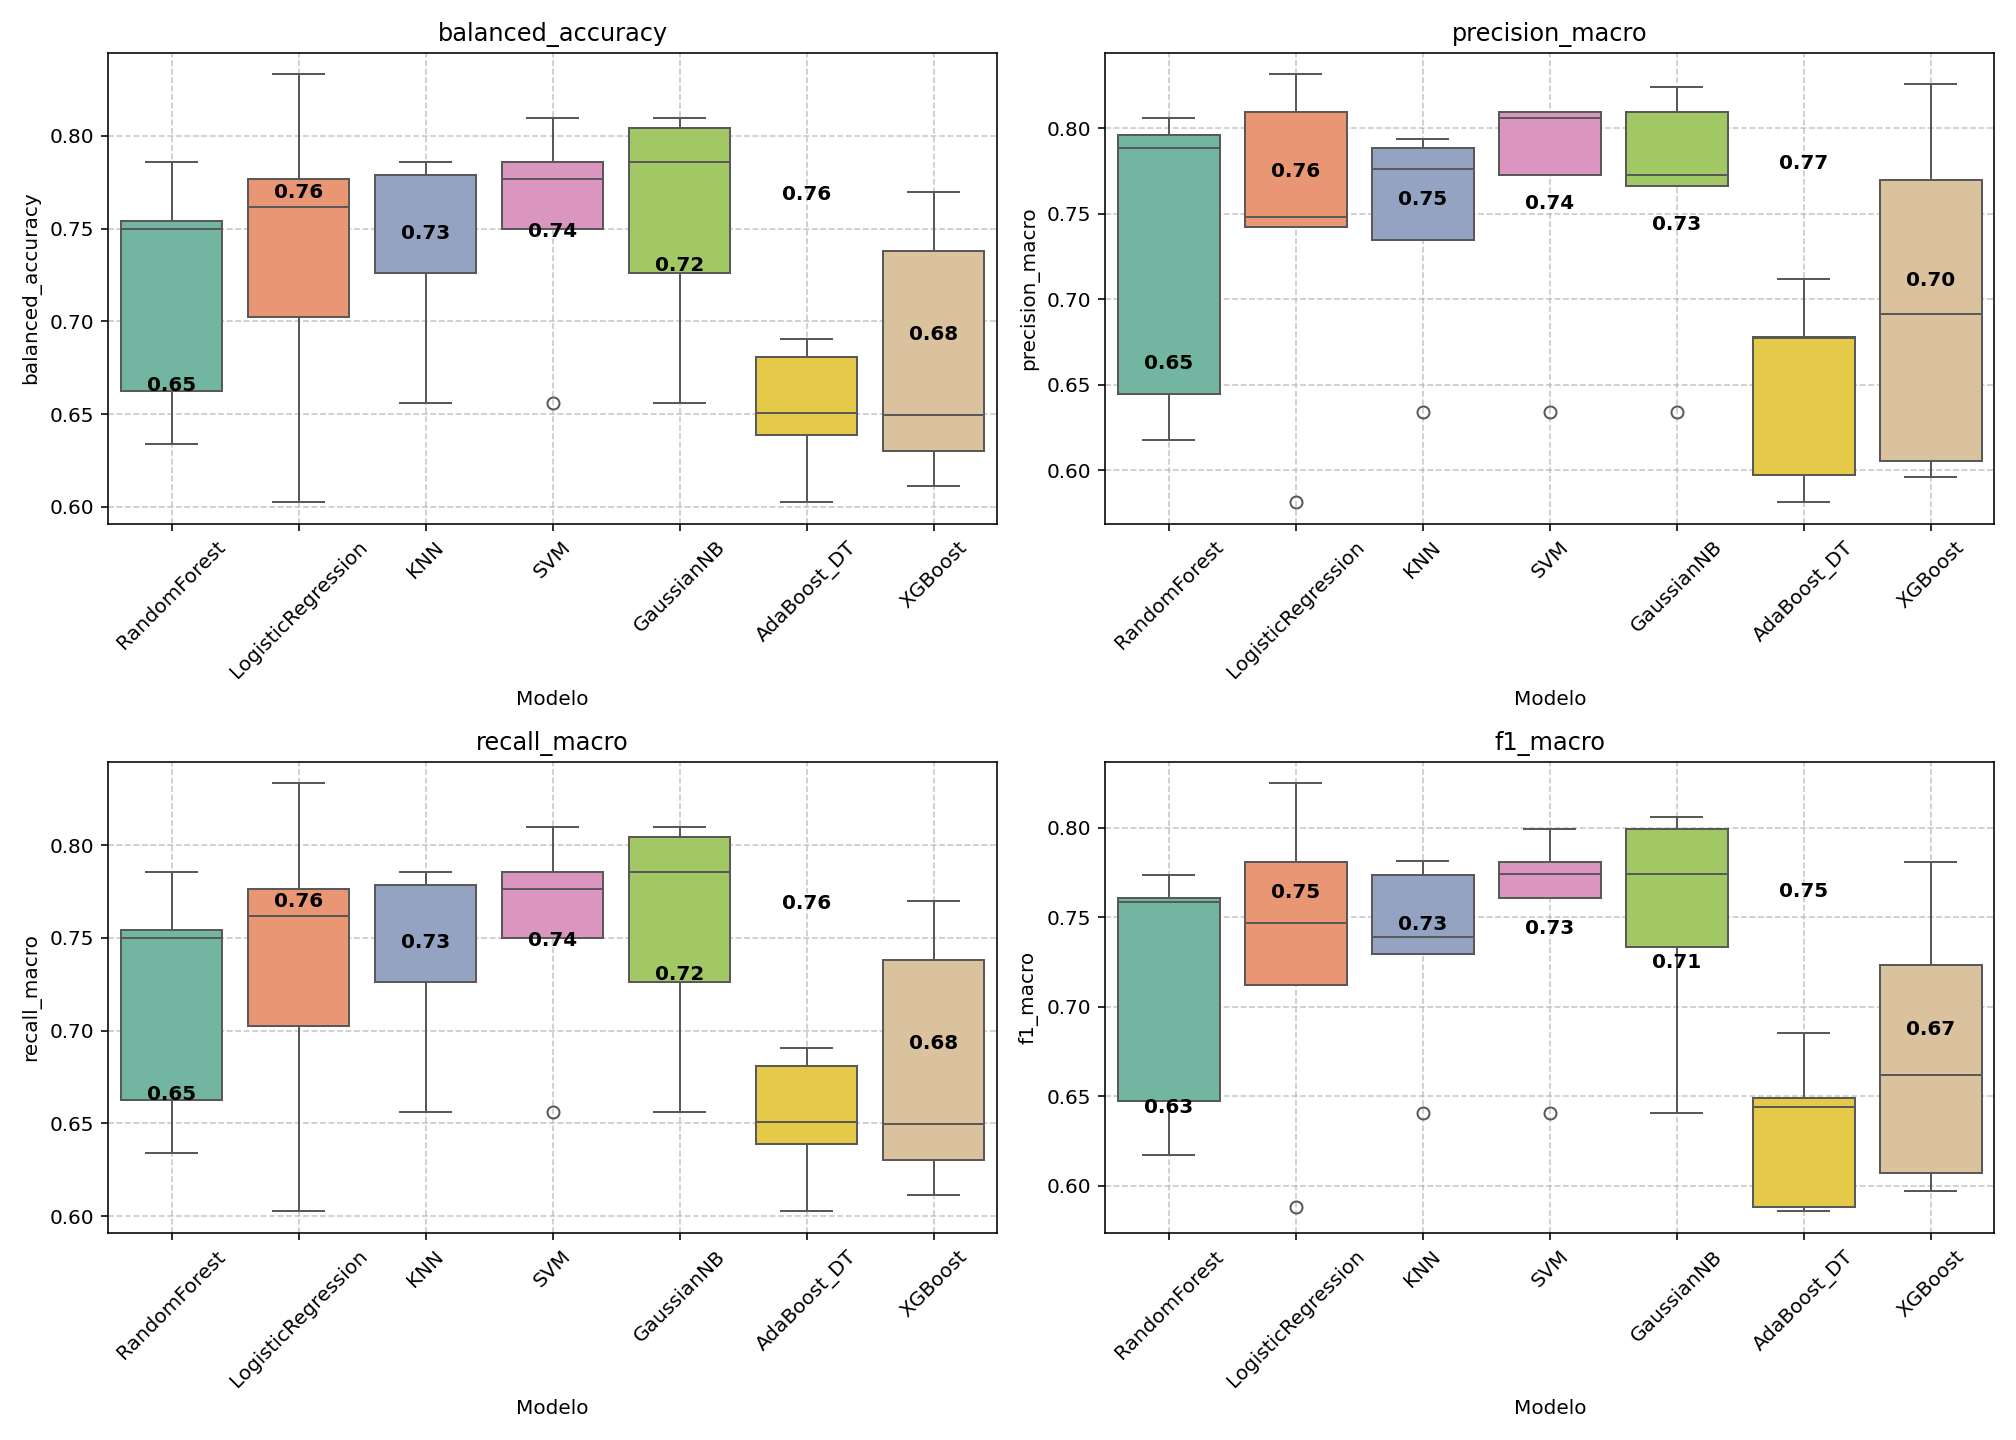 balanced_accuracy
balanced_accuracy
0.80
0.75
0.70
0.65
0.60
0.65
0.76
0.73
0.74
0.72
0.76
0.68
RandomForest
LogisticRegression
KNN
SVM
GaussianNB
AdaBoost_DT
XGBoost
Modelo
precision_macro
precision_macro
0.80
0.75
0.70
0.65
0.60
0.65
0.76
0.75
0.74
0.73
0.77
0.70
RandomForest
LogisticRegression
KNN
SVM
GaussianNB
AdaBoost_DT
XGBoost
Modelo
recall_macro
recall_macro
0.80
0.75
0.70
0.65
0.60
0.65
0.76
0.73
0.74
0.72
0.76
0.68
RandomForest
LogisticRegression
KNN
SVM
GaussianNB
AdaBoost_DT
XGBoost
Modelo
f1_macro
f1_macro
0.80
0.75
0.70
0.65
0.60
0.63
0.75
0.73
0.73
0.71
0.75
0.67
RandomForest
LogisticRegression
KNN
SVM
GaussianNB
AdaBoost_DT
XGBoost
Modelo